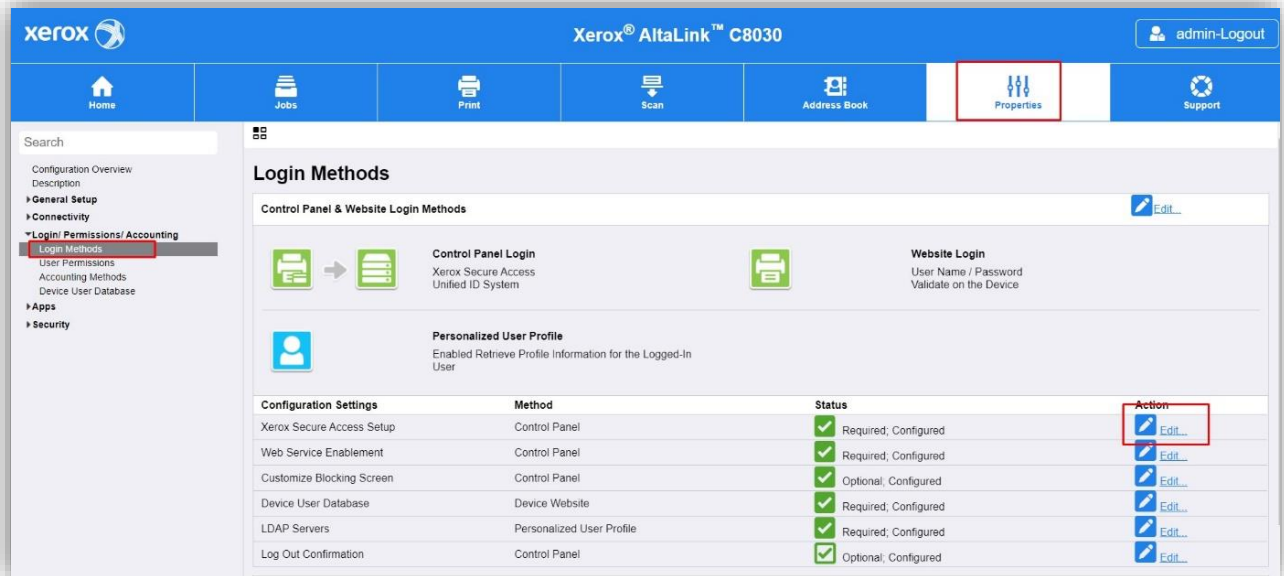 xerox
Xerox® AltaLink™ C8030
admin-Logout
Home
Jobs
Print
Scan
Address Book
Properties
Support
Search
Configuration Overview
Description
General Setup
Connectivity
Login/ Permissions/ Accounting
Login Methods
User Permissions
Accounting Methods
Device User Database
Apps
Security
Login Methods
Control Panel & Website Login Methods
Edit...
Control Panel Login
Xerox Secure Access
Unified ID System
Website Login
User Name / Password
Validate on the Device
Personalized User Profile
Enabled Retrieve Profile Information for the Logged-In
User
Configuration Settings Method Status Action
Xerox Secure Access Setup Control Panel Required; Configured Edit...
Web Service Enablement Control Panel Required; Configured Edit...
Customize Blocking Screen Control Panel Optional; Configured Edit...
Device User Database Device Website Required; Configured Edit...
LDAP Servers Personalized User Profile Required; Configured Edit...
Log Out Confirmation Control Panel Optional; Configured Edit...